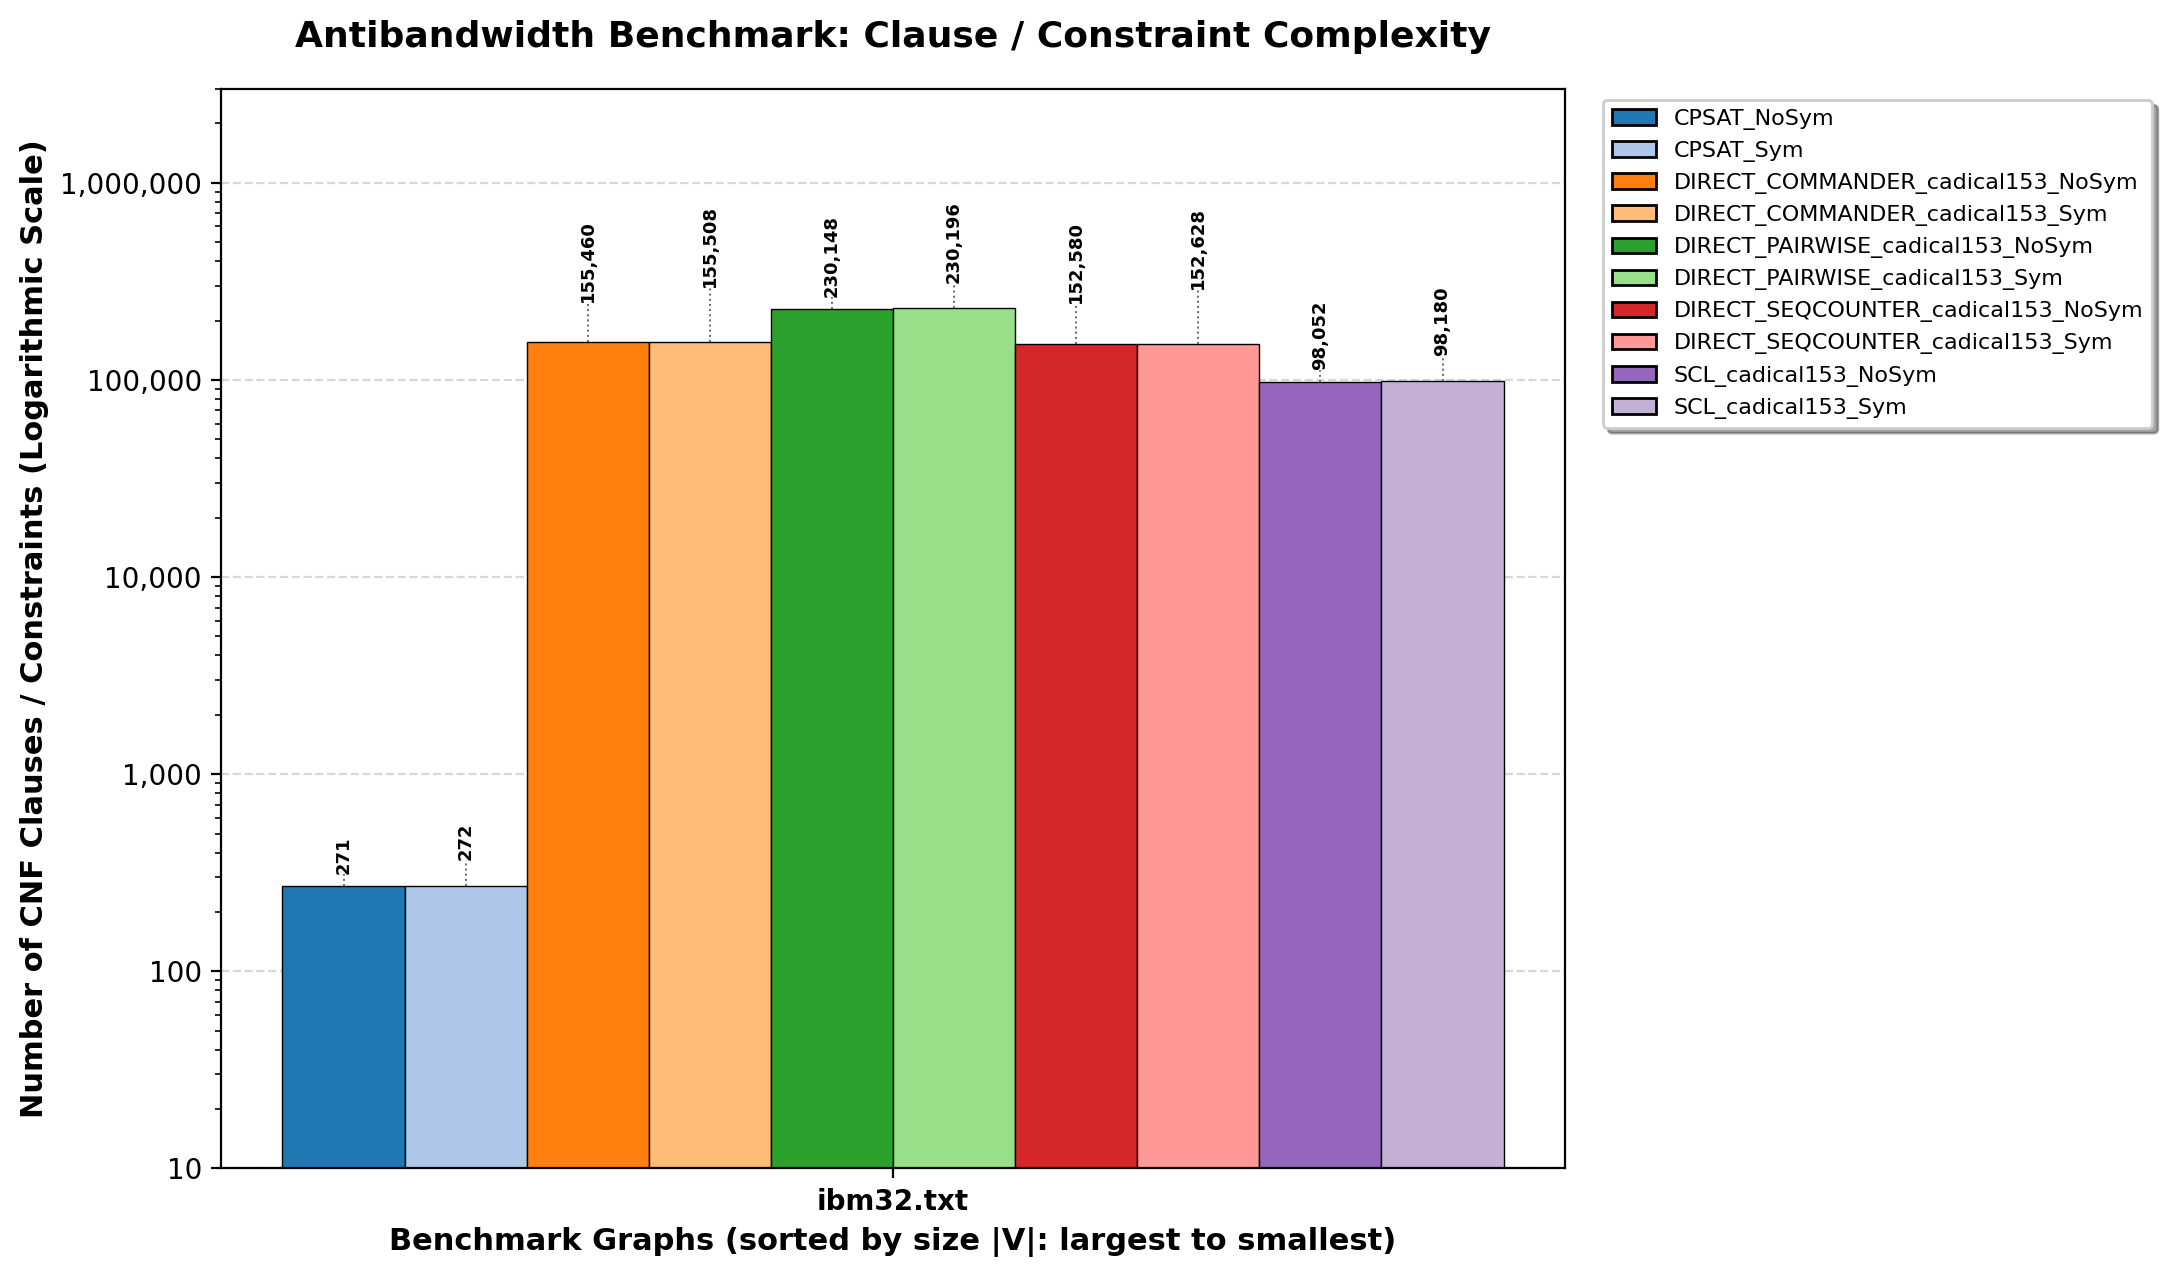 Antibandwidth Benchmark: Clause / Constraint Complexity
Number of CNF Clauses / Constraints (Logarithmic Scale)
1,000,000
100,000
10,000
1,000
100
10
271
272
155,460
155,508
230,148
230,196
152,580
152,628
98,052
98,180
ibm32.txt
Benchmark Graphs (sorted by size |V|: largest to smallest)
CPSAT_NoSym
CPSAT_Sym
DIRECT_COMMANDER_cadical153_NoSym
DIRECT_COMMANDER_cadical153_Sym
DIRECT_PAIRWISE_cadical153_NoSym
DIRECT_PAIRWISE_cadical153_Sym
DIRECT_SEQCOUNTER_cadical153_NoSym
DIRECT_SEQCOUNTER_cadical153_Sym
SCL_cadical153_NoSym
SCL_cadical153_Sym